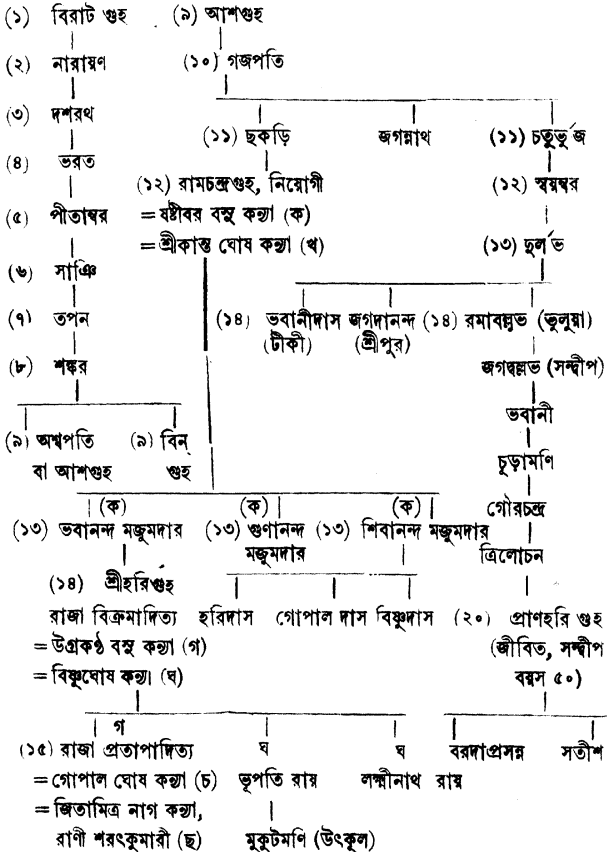 (১) বিরাট গুহ (৯) আশগুহ
(২) নারায়ণ (১০) গজপতি
(৩) দশরথ
(১১) ছকড়ি জগন্নাথ (১১) চতুর্ভুজ
(৪) ভরত
(১২) রামচন্দ্রগুহ, নিয়োগী (১২) স্বয়ম্বর
(৫) পীতাম্বর = ষষ্ঠীবর বসু কন্যা (ক)
= শ্রীকান্ত ঘোষ কন্যা (খ) (১৩) দুর্লভ
(৬) সাঞি
(৭) তপন (১৪) ভবানীদাস জগদানন্দ (১৪) রমাবল্লভ (ভুলুয়া)
(টাকী) (শ্রীপুর)
(৮) শঙ্কর জগদ্বল্লভ (সন্দ্বীপ)
ভবানী
(৯) অশ্বপতি (৯) বিন্
বা আশগুহ গুহ
চূড়ামণি
(ক) (ক) (ক) গৌরচন্দ্র
(১৩) ভবানন্দ মজুমদার (১৩) গুণানন্দ (১৩) শিবানন্দ মজুমদার
মজুমদার ত্রিলোচন
(১৪) শ্রীহরিগুহ
রাজা বিক্রমাদিত্য হরিদাস গোপাল দাস বিষ্ণুদাস (২০) প্রাণহরি গুহ
= উগ্রকণ্ঠ বসু কন্যা (গ) (জীবিত, সন্দ্বীপ
= বিষ্ণুঘোষ কন্যা (ঘ) বয়স ৫০)
গ
(১৫) রাজা প্রতাপাদিত্য ঘ ঘ বরদাপ্রসন্ন সতীশ
= গোপাল ঘোষ কন্যা (চ) ভূপতি রায় লক্ষ্মীনাথ রায়
= জিতামিত্র নাগ কন্যা,
রাণী শরৎকুমারী (ছ) মুকুটমণি (উৎকূল)